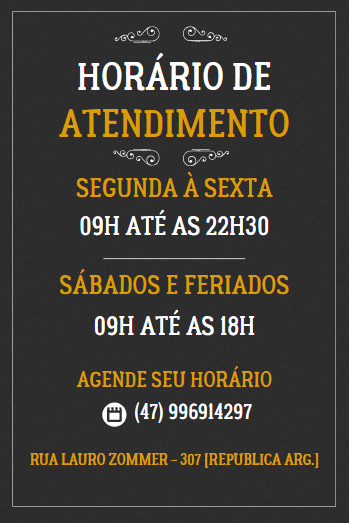 HORÁRIO DE
ATENDIMENTO
SEGUNDA À SEXTA
09H ATÉ AS 22H30
SÁBADOS E FERIADOS
09H ATÉ AS 18H
AGENDE SEU HORÁRIO
(47) 996914297
RUA LAURO ZOMMER - 307 [REPUBLICA ARG.]